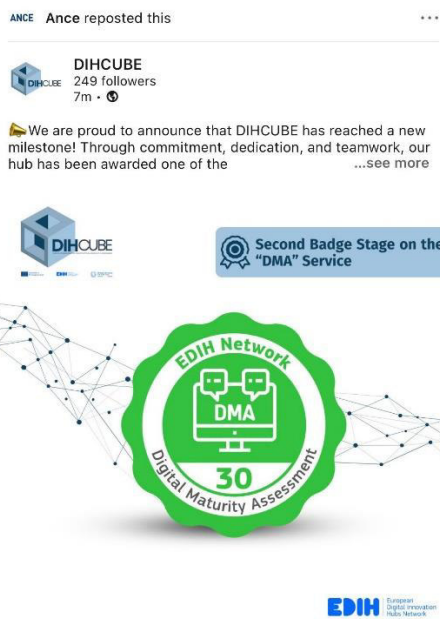 ANCE Ance reposted this
DIHCUBE
DIHCUBE
249 followers
7m •
We are proud to announce that DIHCUBE has reached a new
milestone! Through commitment, dedication, and teamwork, our
hub has been awarded one of the ...see more
DIHCUBE
Second Badge Stage on the
"DMA" Service
EDIH Network
DMA
30
Digital Maturity Assessment
EDIH
European
Digital Innovation
Hubs Network